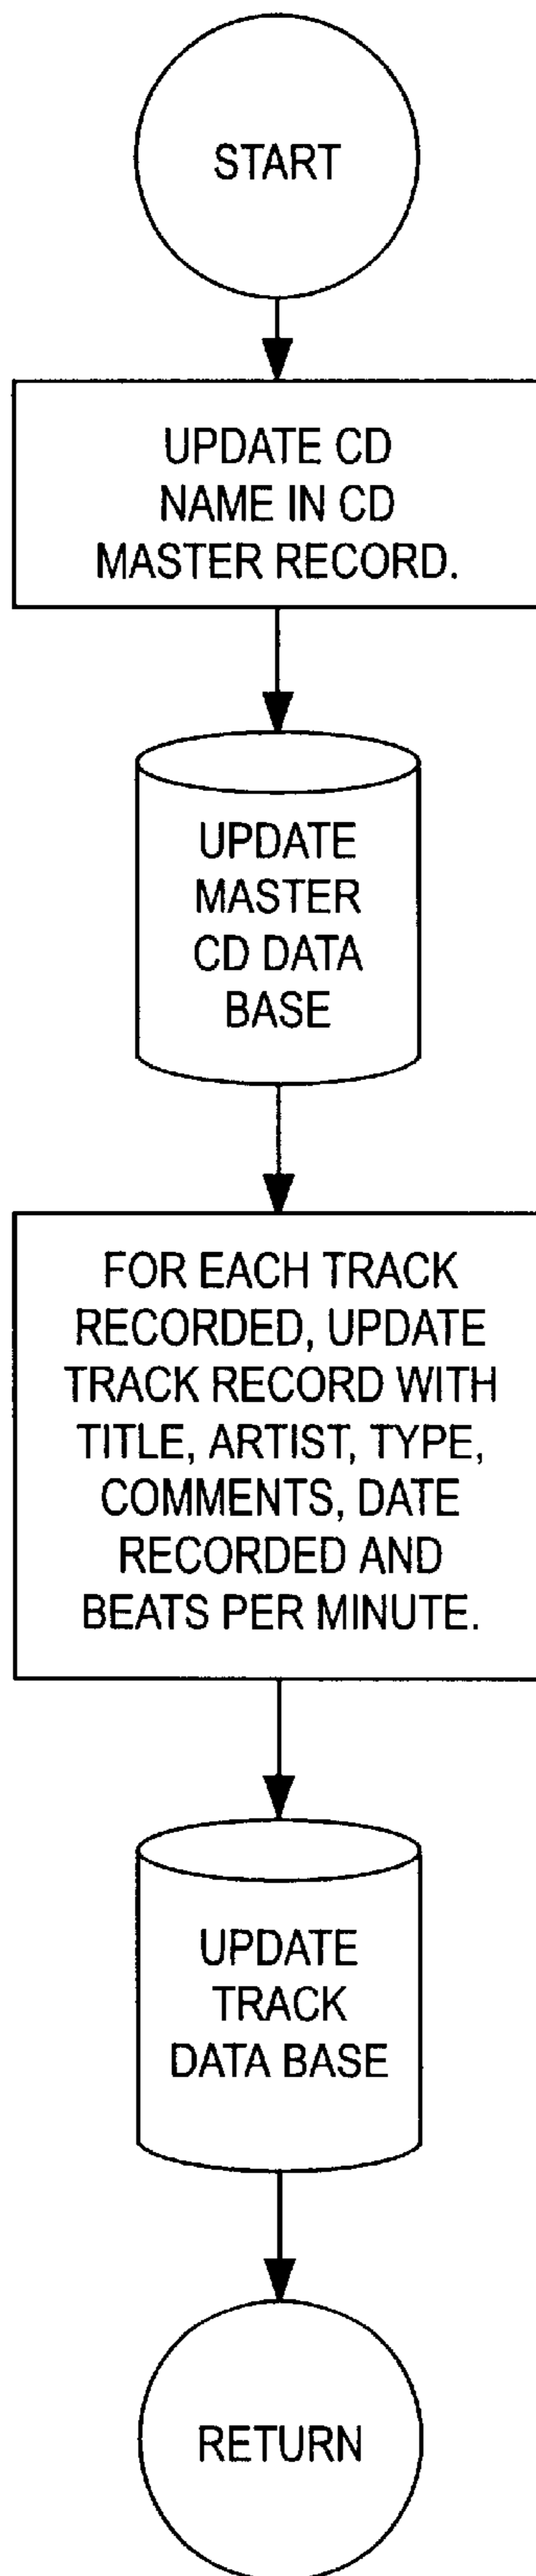 START
UPDATE CD
NAME IN CD
MASTER RECORD.
UPDATE
MASTER
CD DATA
BASE
FOR EACH TRACK
RECORDED, UPDATE
TRACK RECORD WITH
TITLE, ARTIST, TYPE,
COMMENTS, DATE
RECORDED AND
BEATS PER MINUTE.
UPDATE
TRACK
DATA BASE
RETURN